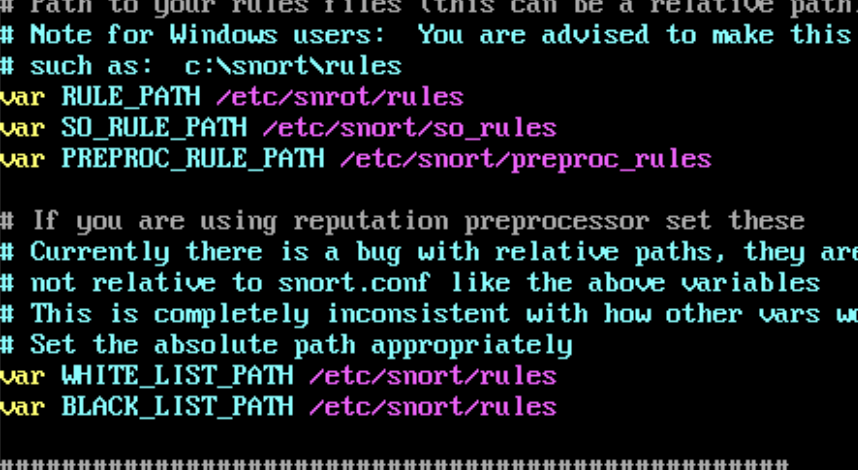 # Path to your rules files (this can be a relative path)
# Note for Windows users:  You are advised to make this
# such as:  c:\snort\rules
var RULE_PATH /etc/snrot/rules
var SO_RULE_PATH /etc/snort/so_rules
var PREPROC_RULE_PATH /etc/snort/preproc_rules
# If you are using reputation preprocessor set these
# Currently there is a bug with relative paths, they are
# not relative to snort.conf like the above variables
# This is completely inconsistent with how other vars wo
# Set the absolute path appropriately
var WHITE_LIST_PATH /etc/snort/rules
var BLACK_LIST_PATH /etc/snort/rules
###################################################